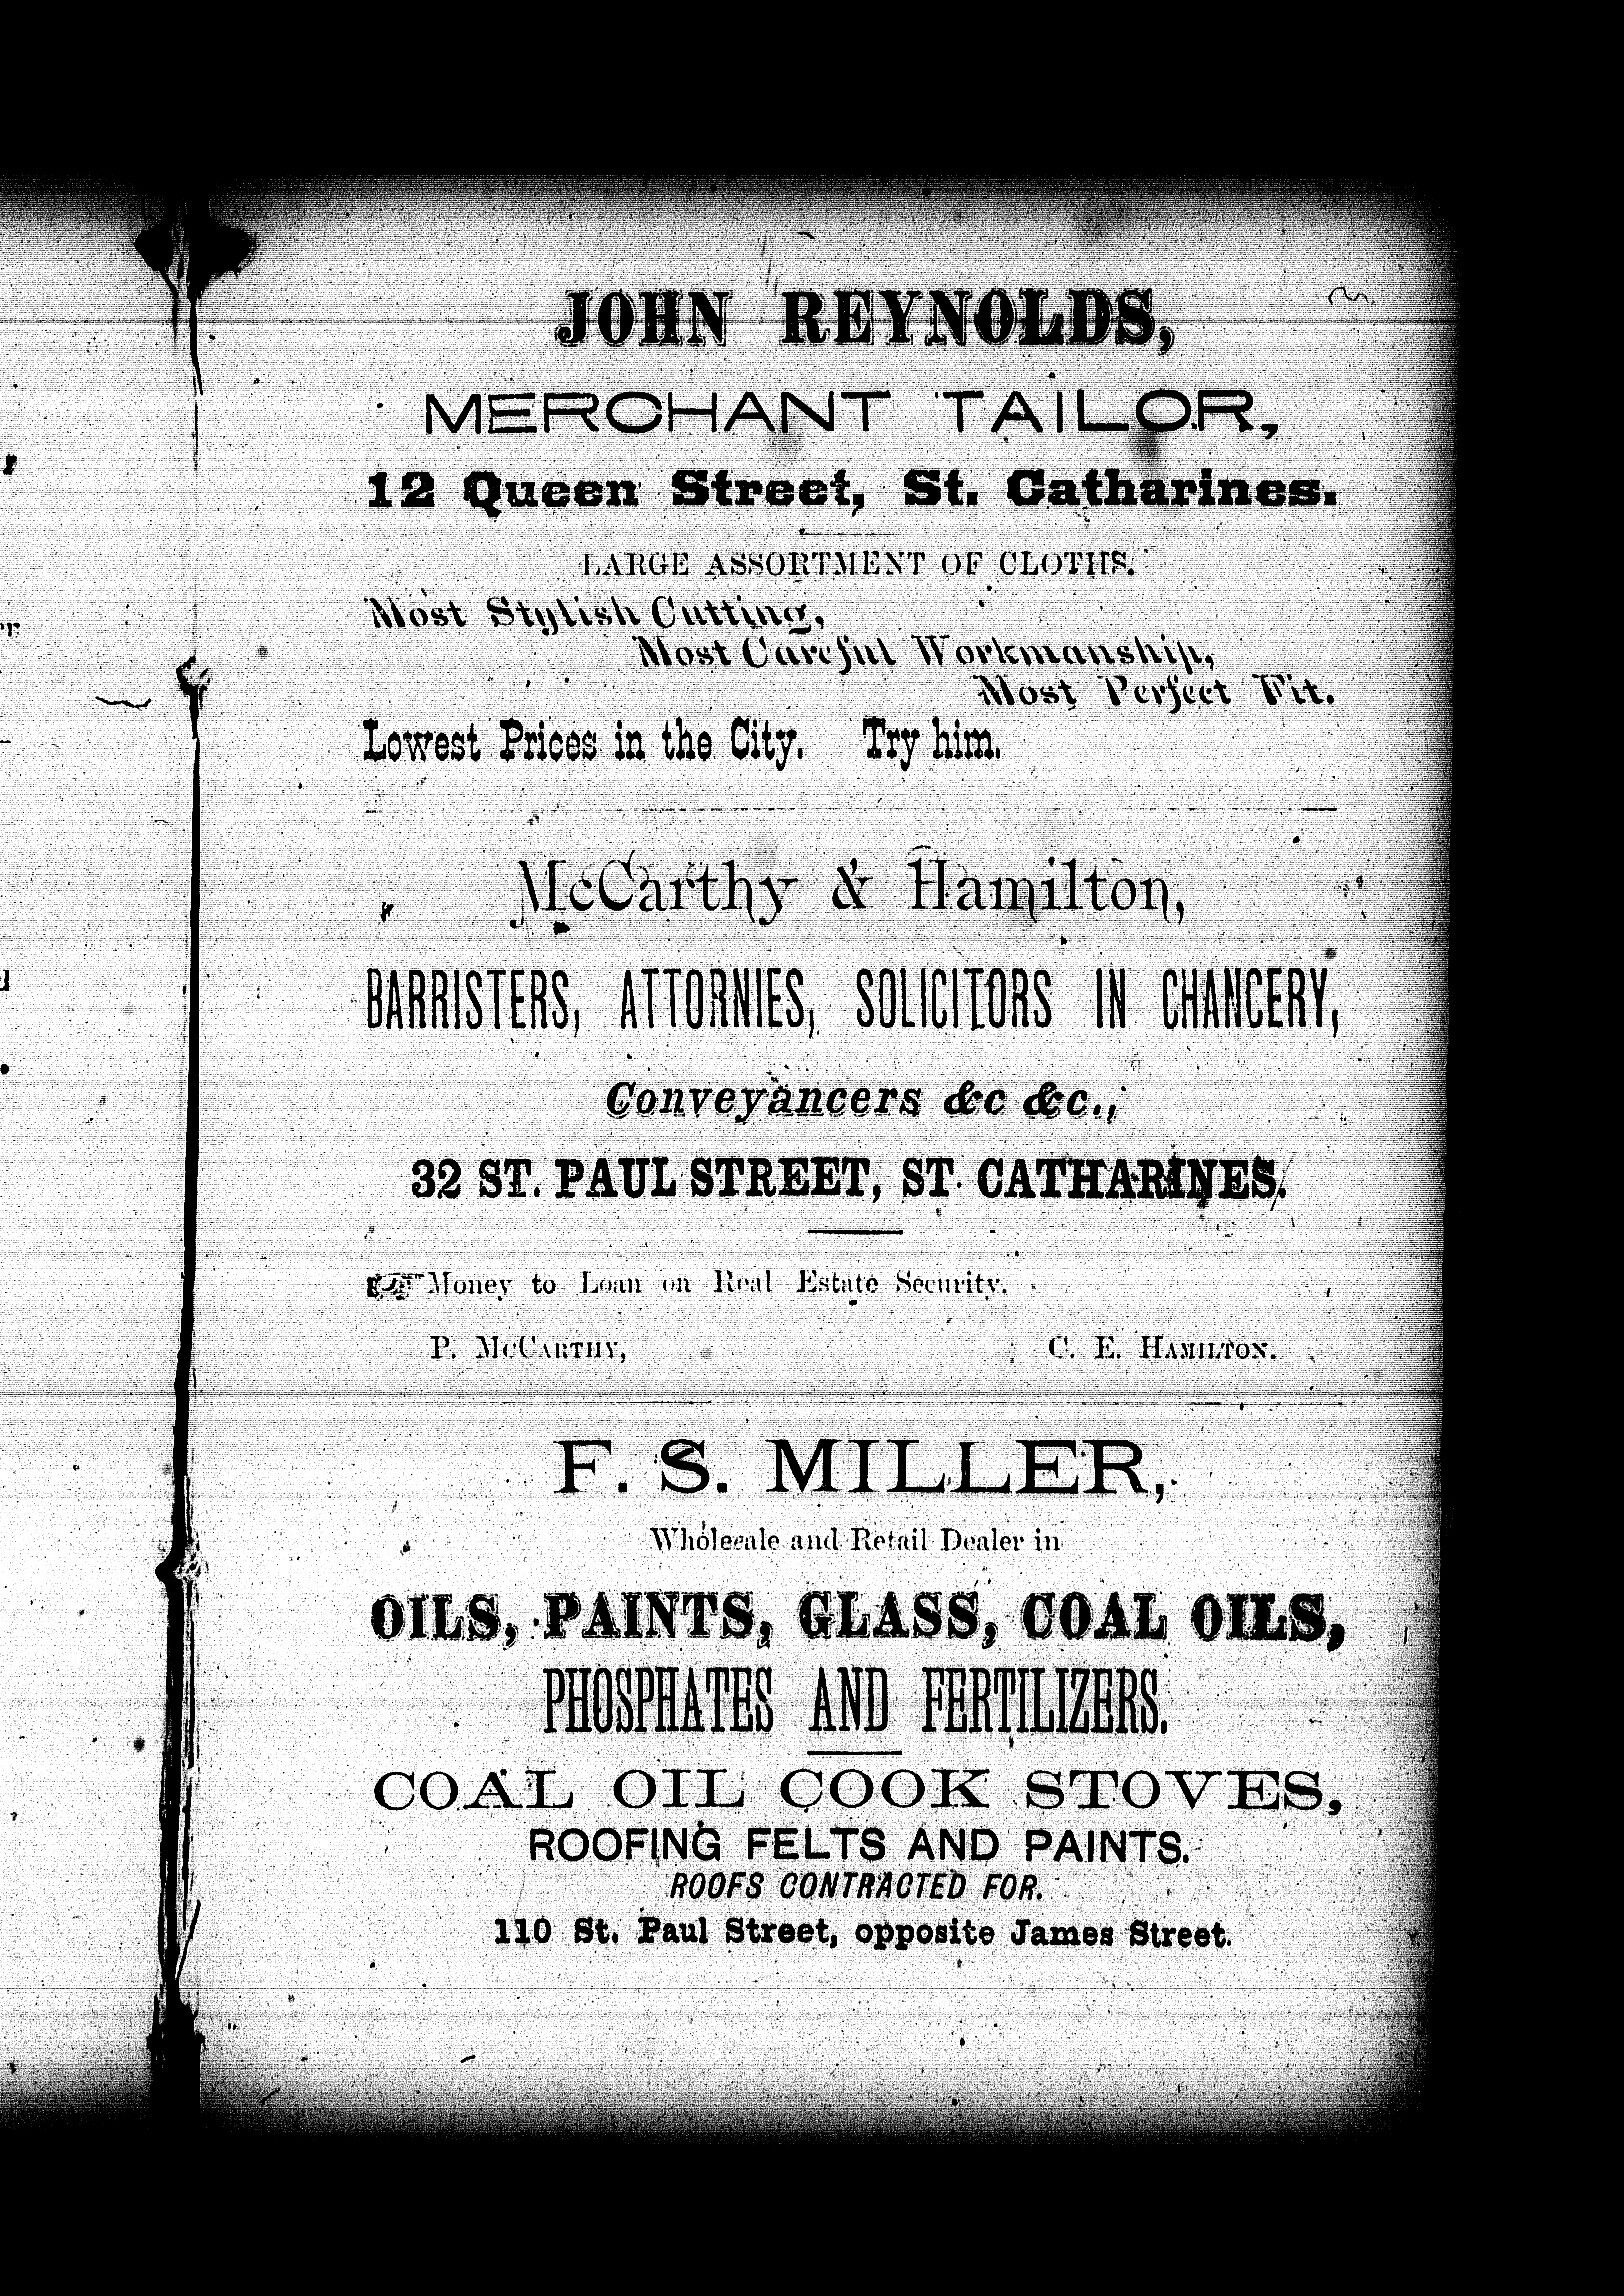 JOHN REYNOLDS,
MERCHANT TAILOR,
12 Queen Street, St. Catharines.
LARGE ASSORTMENT OF CLOTHS.
Most Stylish Cutting,
Most Careful Workmanship,
Most Perfect Fit.
Lowest Prices in the City. Try him.
McCarthy & Hamilton,
BARRISTERS, ATTORNIES, SOLICITORS IN CHANCERY,
Conveyancers &c &c.,
32 ST. PAUL STREET, ST. CATHARINES.
☞ Money to Loan on Real Estate Security.
P. McCARTHY, C. E. HAMILTON.
F. S. MILLER,
Wholesale and Retail Dealer in
OILS, PAINTS, GLASS, COAL OILS,
PHOSPHATES AND FERTILIZERS.
COAL OIL COOK STOVES,
ROOFING FELTS AND PAINTS.
ROOFS CONTRACTED FOR.
110 St. Paul Street, opposite James Street.